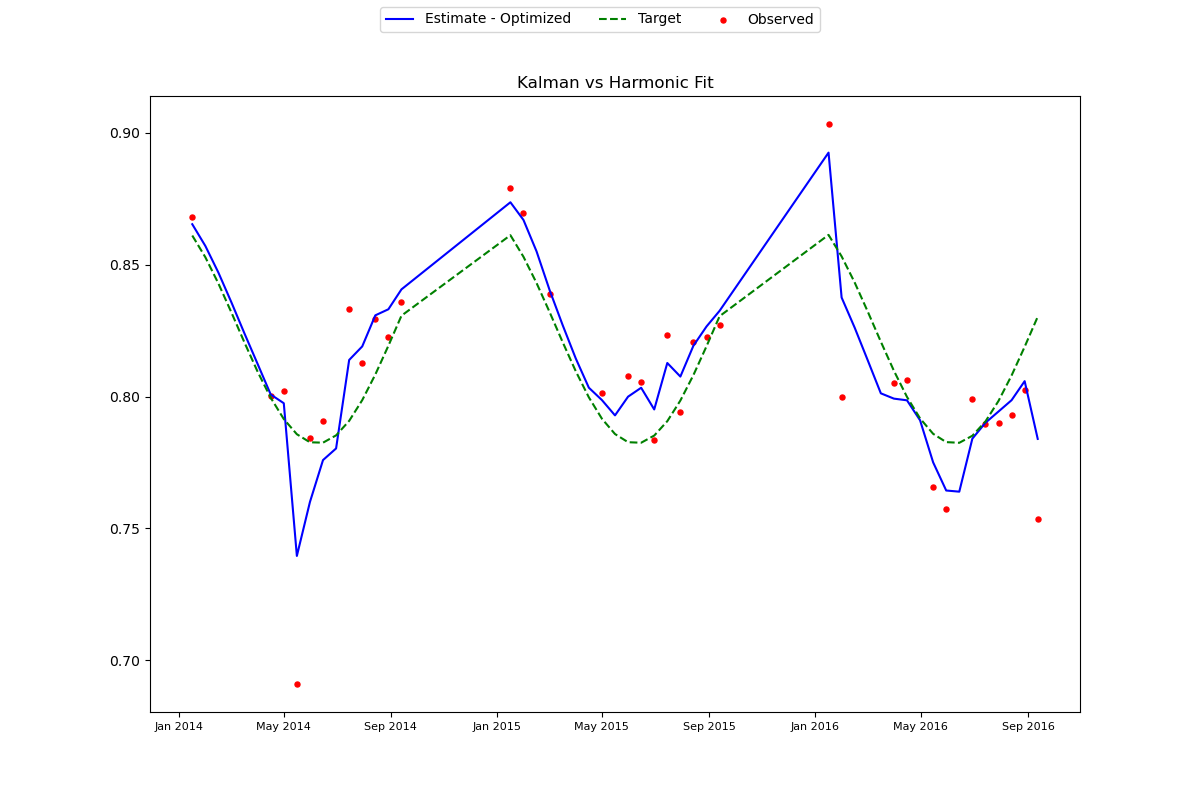 Estimate - Optimized Target Observed
Kalman vs Harmonic Fit
0.90
0.85
0.80
0.75
0.70
Jan 2014 May 2014 Sep 2014 Jan 2015 May 2015 Sep 2015 Jan 2016 May 2016 Sep 2016